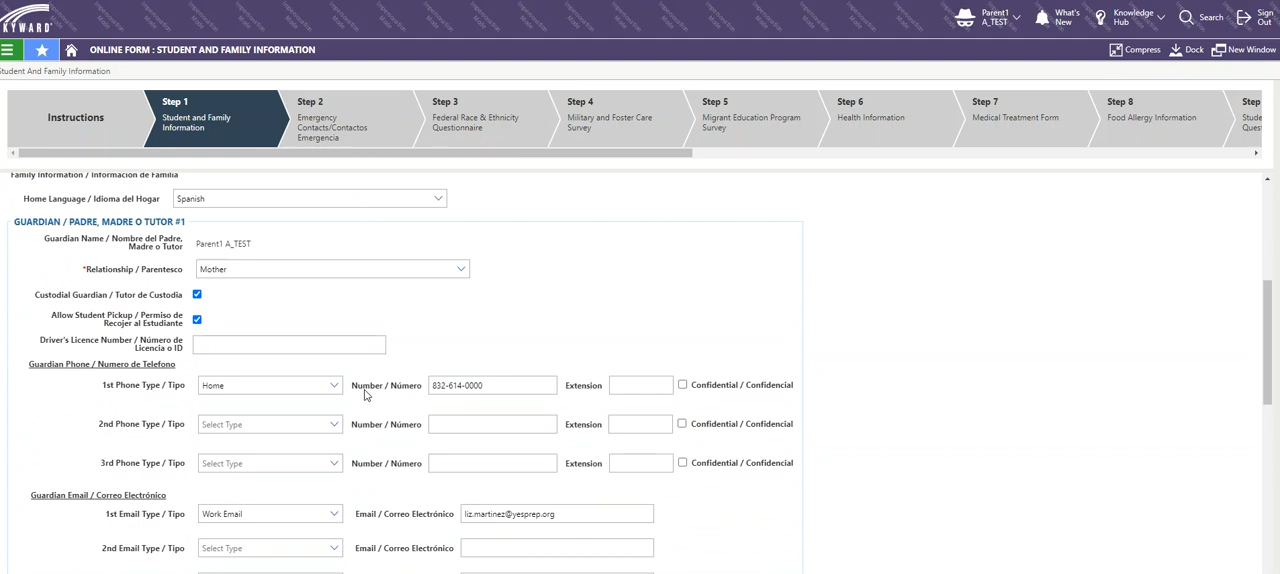 KYWARD
Parent1
A_TEST
What's
New
Knowledge
Hub
Search
Sign
Out
ONLINE FORM : STUDENT AND FAMILY INFORMATION
Compress
Dock
New Window
Student And Family Information
Instructions
Step 1
Student and Family
Information
Step 2
Emergency
Contacts/Contactos
Emergencia
Step 3
Federal Race & Ethnicity
Questionnaire
Step 4
Military and Foster Care
Survey
Step 5
Migrant Education Program
Survey
Step 6
Health Information
Step 7
Medical Treatment Form
Step 8
Food Allergy Information
Step
Stude
Quest
Family Information / Información de Familia
Home Language / Idioma del Hogar Spanish
GUARDIAN / PADRE, MADRE O TUTOR #1
Guardian Name / Nombre del Padre,
Madre o Tutor
Parent1 A_TEST
*Relationship / Parentesco Mother
Custodial Guardian / Tutor de Custodia
Allow Student Pickup / Permiso de
Recojer al Estudiante
Driver's Licence Number / Número de
Licencia o ID
Guardian Phone / Numero de Telefono
1st Phone Type / Tipo Home Number / Número 832-614-0000 Extension Confidential / Confidencial
2nd Phone Type / Tipo Select Type Number / Número Extension Confidential / Confidencial
3rd Phone Type / Tipo Select Type Number / Número Extension Confidential / Confidencial
Guardian Email / Correo Electrónico
1st Email Type / Tipo Work Email Email / Correo Electrónico liz.martinez@yesprep.org
2nd Email Type / Tipo Select Type Email / Correo Electrónico